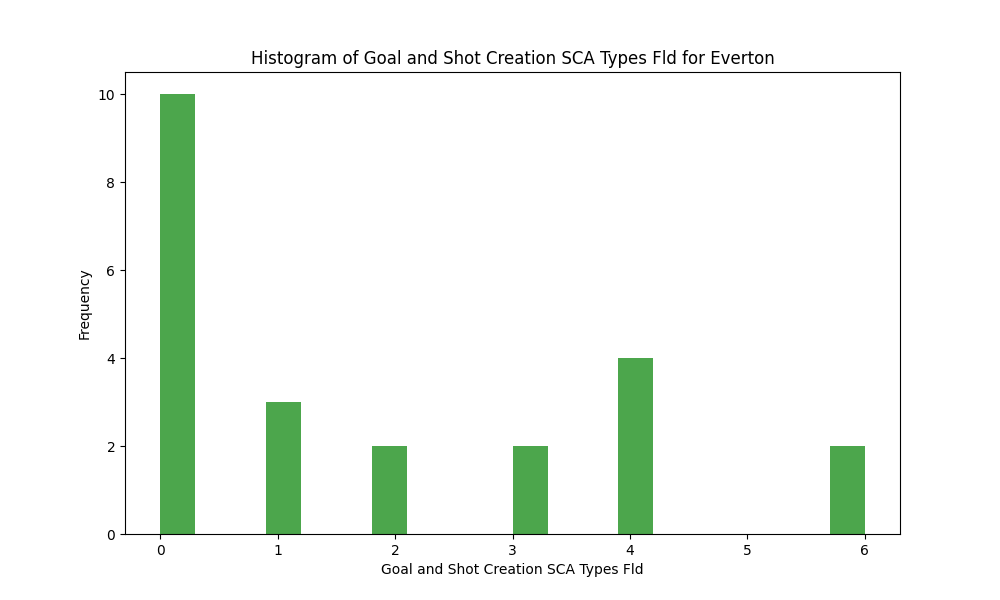 Histogram of Goal and Shot Creation SCA Types Fld for Everton
10
8
6
4
2
0
Frequency
0 1 2 3 4 5 6
Goal and Shot Creation SCA Types Fld